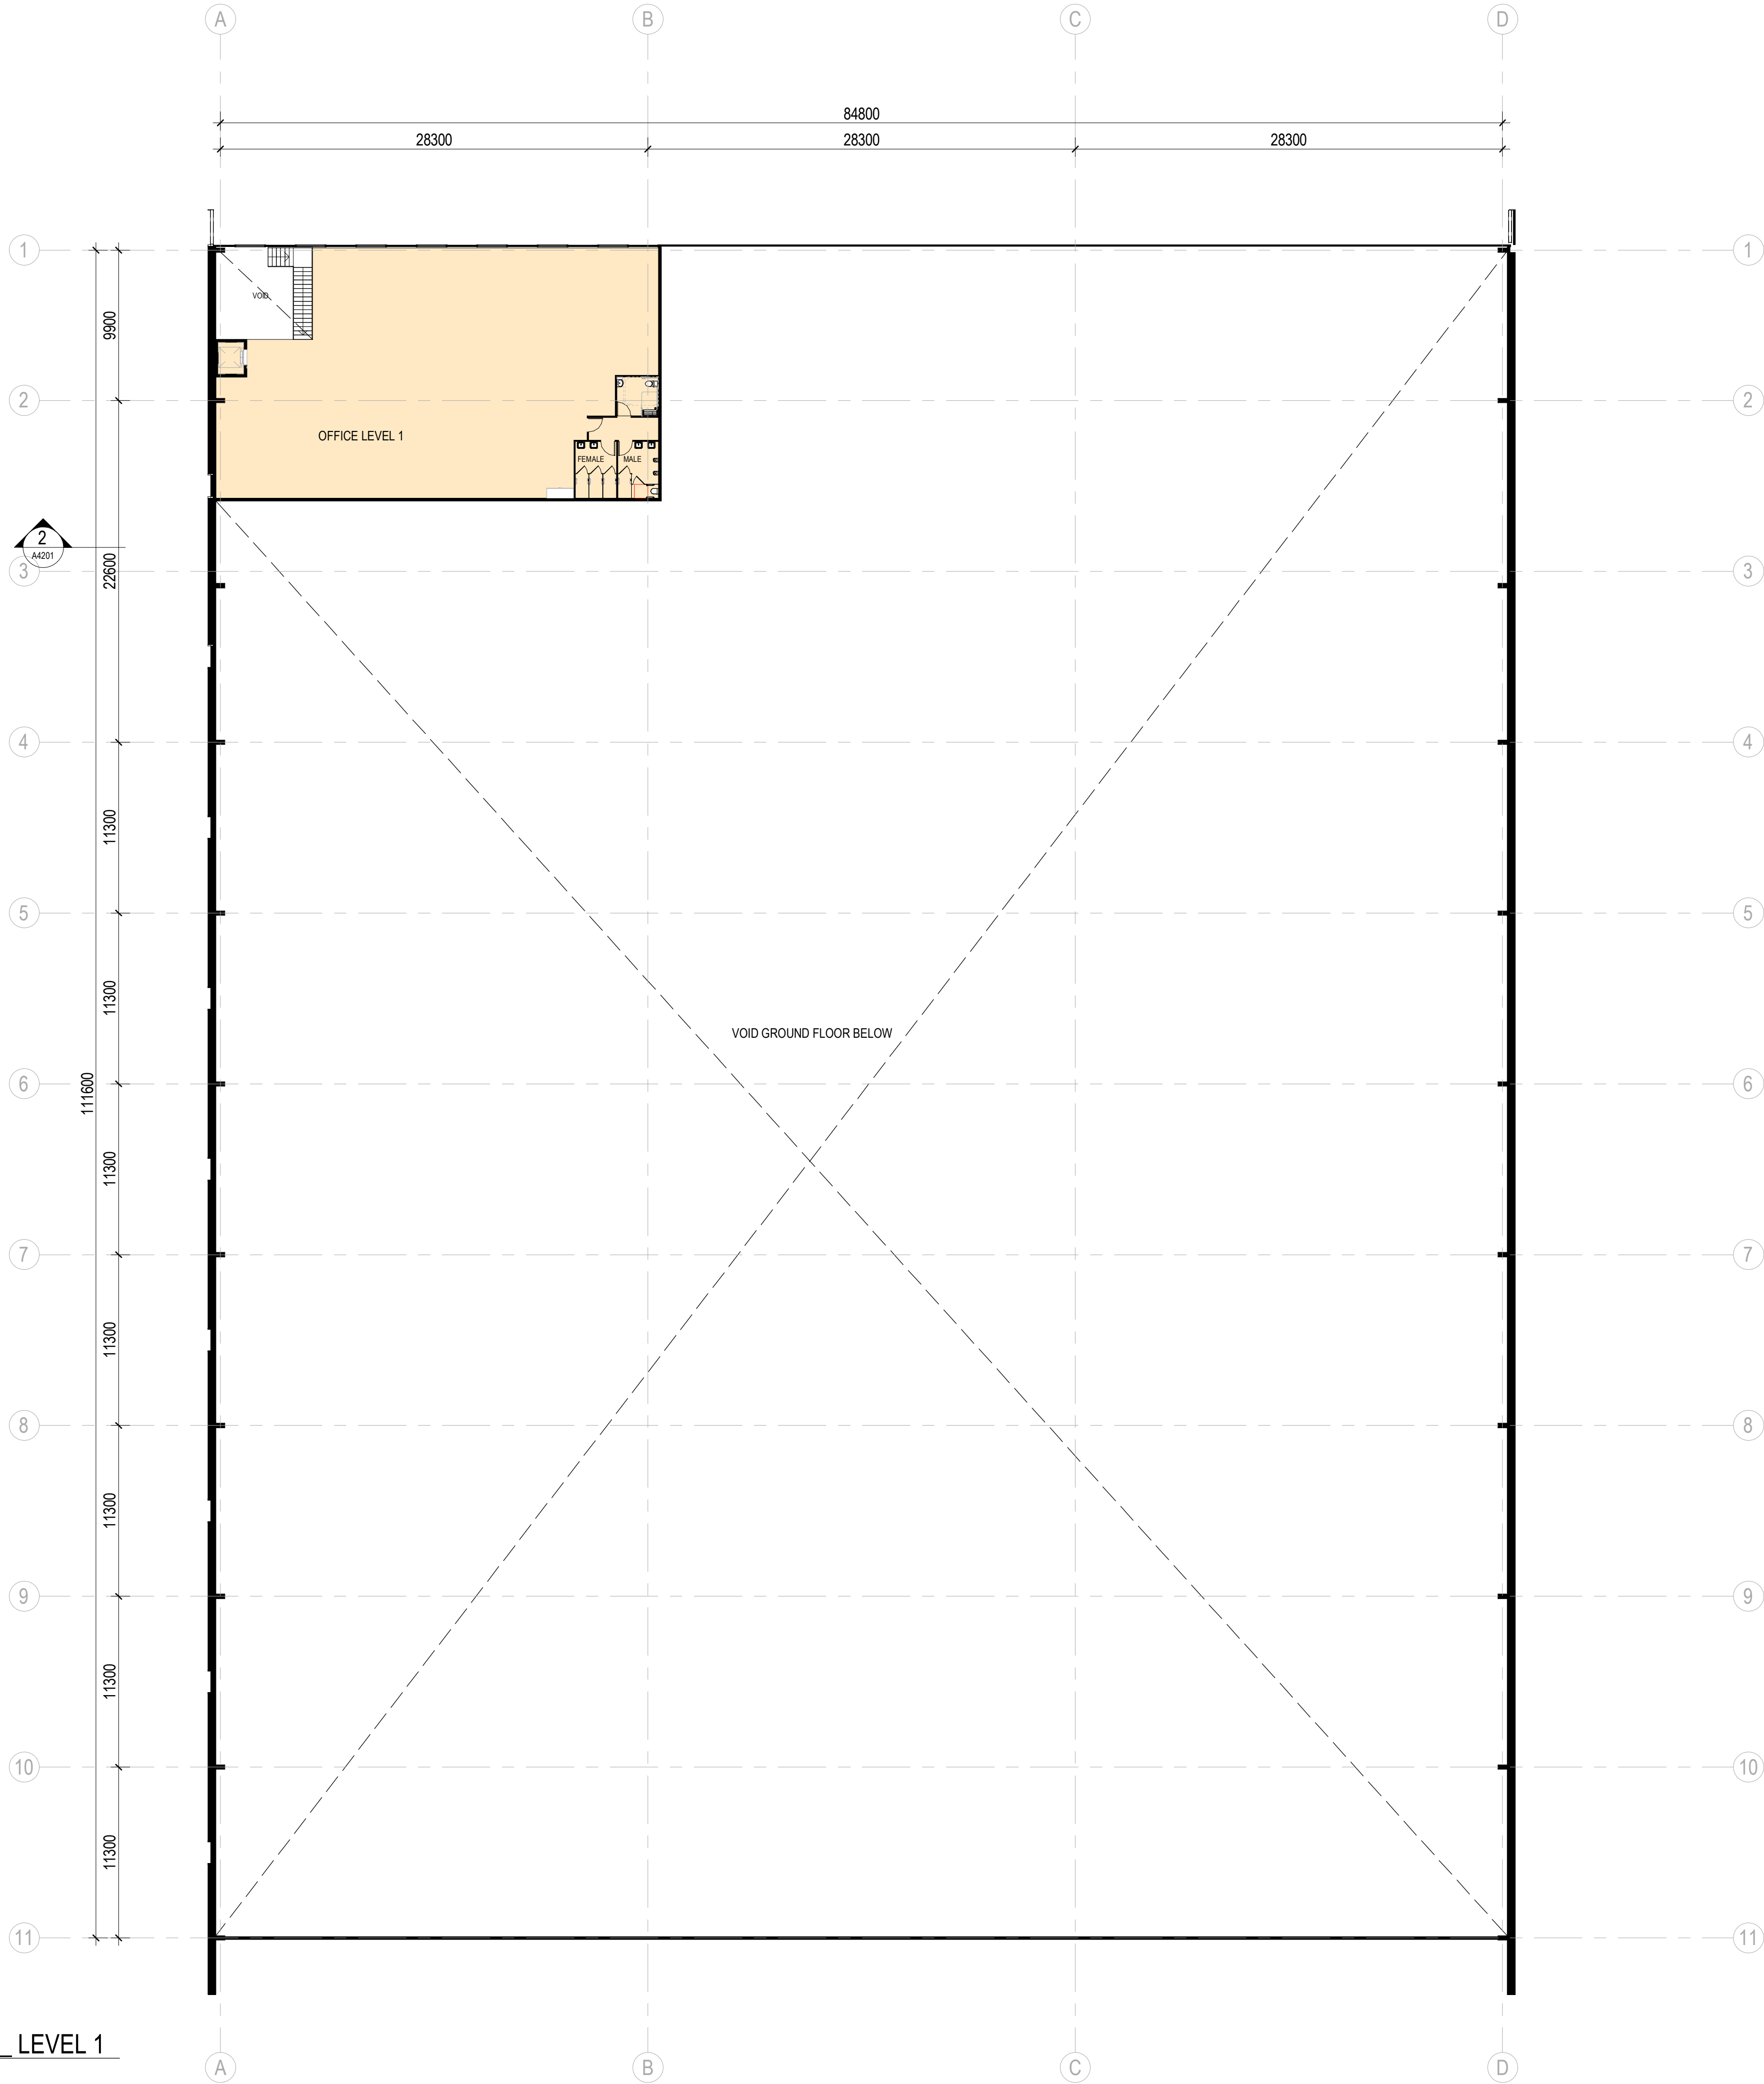 A
B
C
D
84800
28300
28300
28300
1
1
VOID
9900
2
2
OFFICE LEVEL 1
FEMALE
MALE
2
A4201
22600
3
3
4
4
11300
5
5
11300
VOID GROUND FLOOR BELOW
6
6
111600
11300
7
7
11300
8
8
11300
9
9
11300
10
10
11300
11
11
LEVEL 1
A
B
C
D